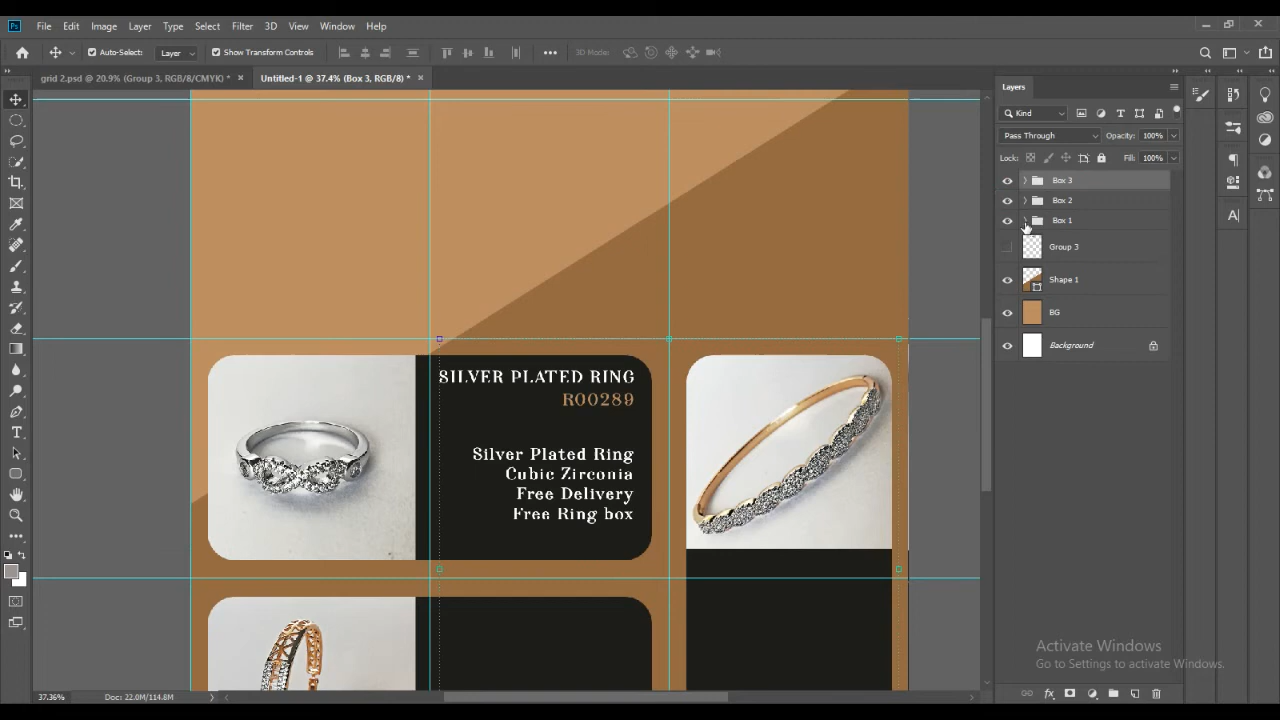 Ps File Edit Image Layer Type Select Filter 3D View Window Help
Auto-Select: Layer Show Transform Controls 3D Mode:
grid 2.psd @ 20.9% (Group 3, RGB/8/CMYK) * × Untitled-1 @ 37.4% (Box 3, RGB/8) * ×
Layers
Kind
Pass Through Opacity: 100%
Lock: Fill: 100%
Box 3
Box 2
Box 1
Group 3
Shape 1
BG
Background
SILVER PLATED RING
R00289
Silver Plated Ring
Cubic Zirconia
Free Delivery
Free Ring box
Activate Windows
Go to Settings to activate Windows.
37.36% Doc: 22.0M/114.8M